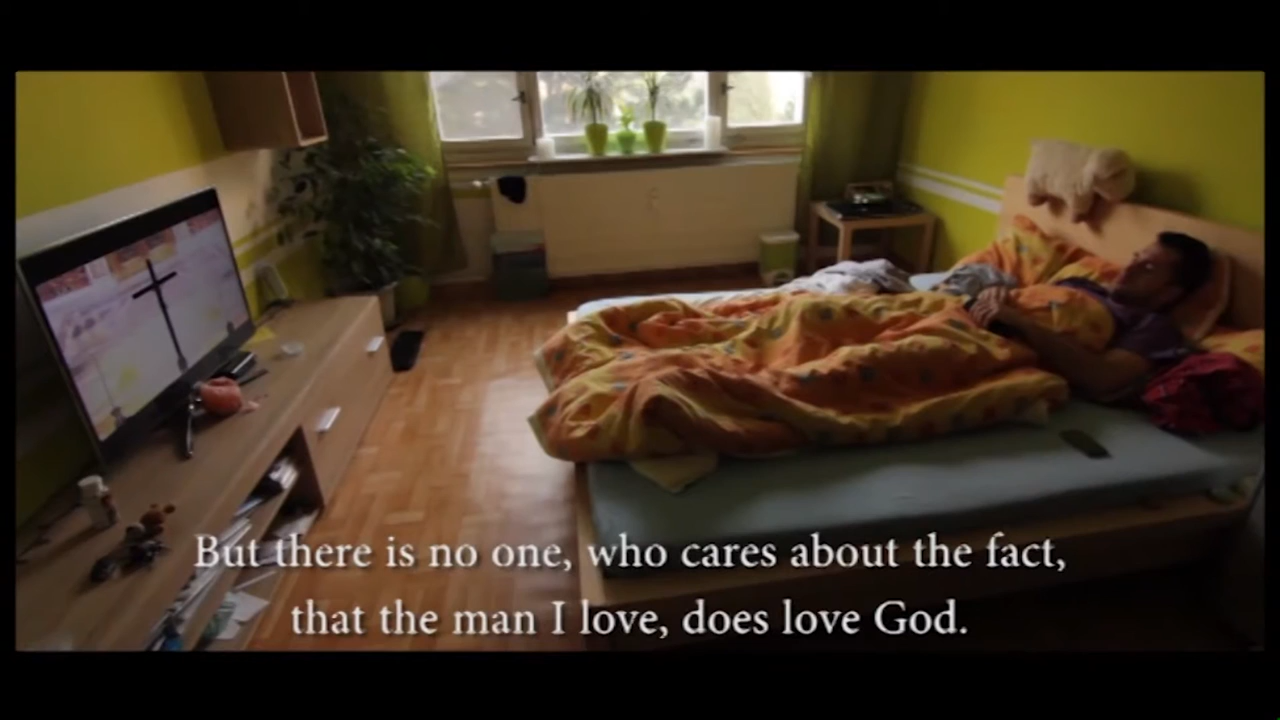 But there is no one, who cares about the fact,
that the man I love, does love God.